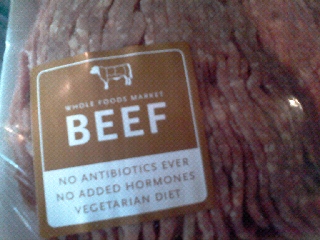 WHOLE FOODS MARKET
BEEF
NO ANTIBIOTICS EVER
NO ADDED HORMONES
VEGETARIAN DIET